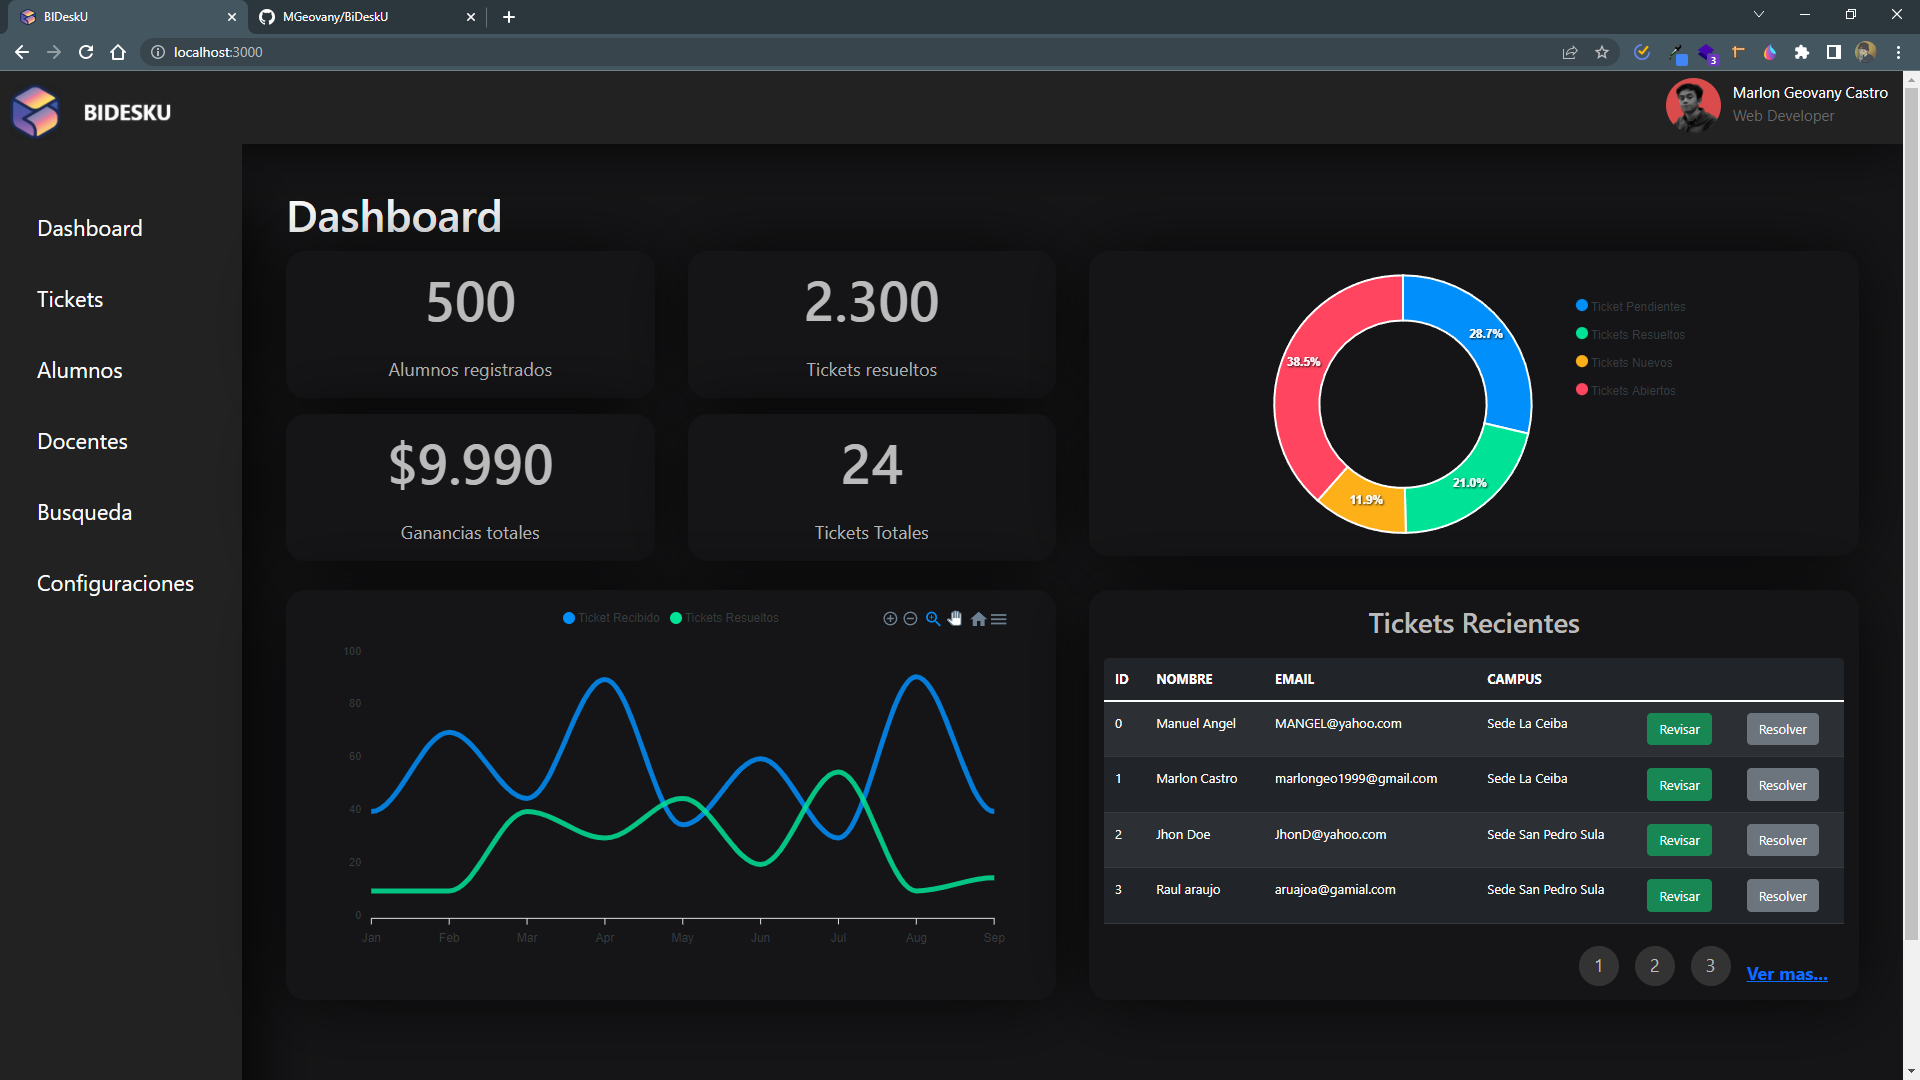 BIDeskU
MGeovany/BiDeskU
localhost:3000
3
BIDESKU
Marlon Geovany Castro
Web Developer
Dashboard
Tickets
Alumnos
Docentes
Busqueda
Configuraciones
Dashboard
500
Alumnos registrados
2.300
Tickets resueltos
$9.990
Ganancias totales
24
Tickets Totales
28.7%
38.5%
21.0%
11.9%
Ticket Pendientes
Tickets Resueltos
Tickets Nuevos
Tickets Abiertos
Ticket Recibido Tickets Resueltos
100
80
60
40
20
0
Jan Feb Mar Apr May Jun Jul Aug Sep
Tickets Recientes
ID NOMBRE EMAIL CAMPUS
0 Manuel Angel MANGEL@yahoo.com Sede La Ceiba Revisar Resolver
1 Marlon Castro marlongeo1999@gmail.com Sede La Ceiba Revisar Resolver
2 Jhon Doe JhonD@yahoo.com Sede San Pedro Sula Revisar Resolver
3 Raul araujo aruajoa@gamial.com Sede San Pedro Sula Revisar Resolver
1 2 3 Ver mas...